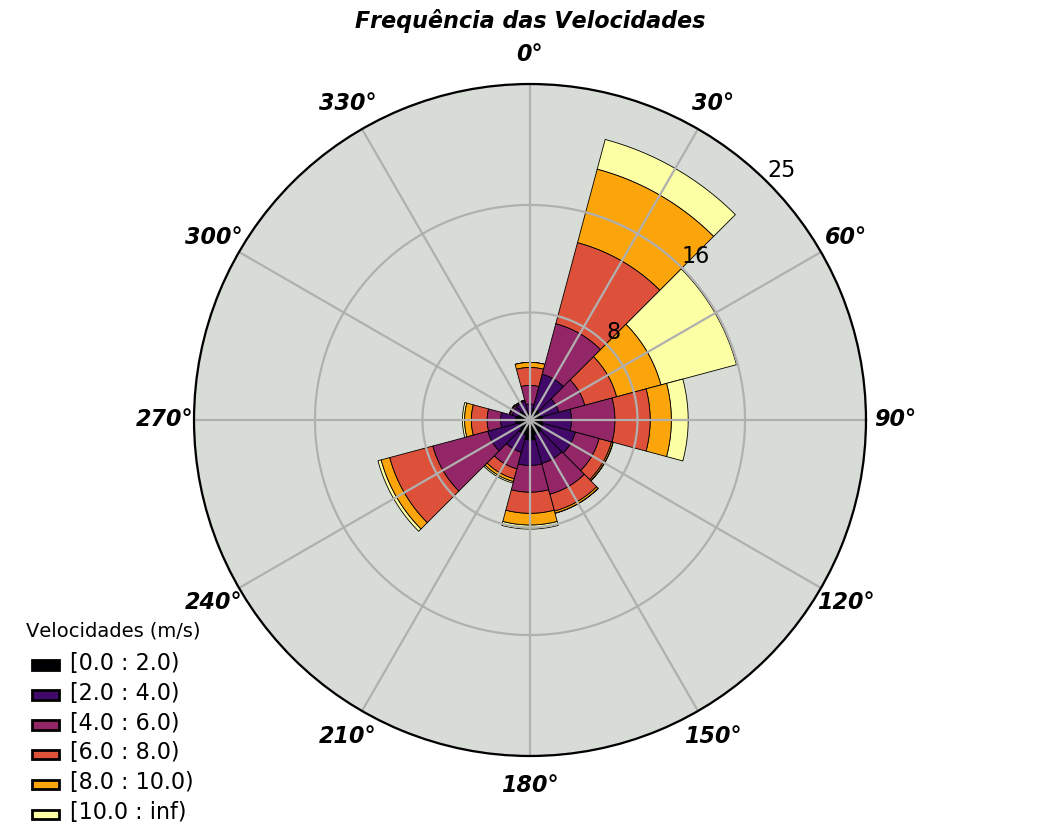 Frequência das Velocidades
0°
330°
30°
25
300°
60°
16
8
270°
90°
240°
120°
210°
150°
180°
Velocidades (m/s)
[0.0 : 2.0)
[2.0 : 4.0)
[4.0 : 6.0)
[6.0 : 8.0)
[8.0 : 10.0)
[10.0 : inf)